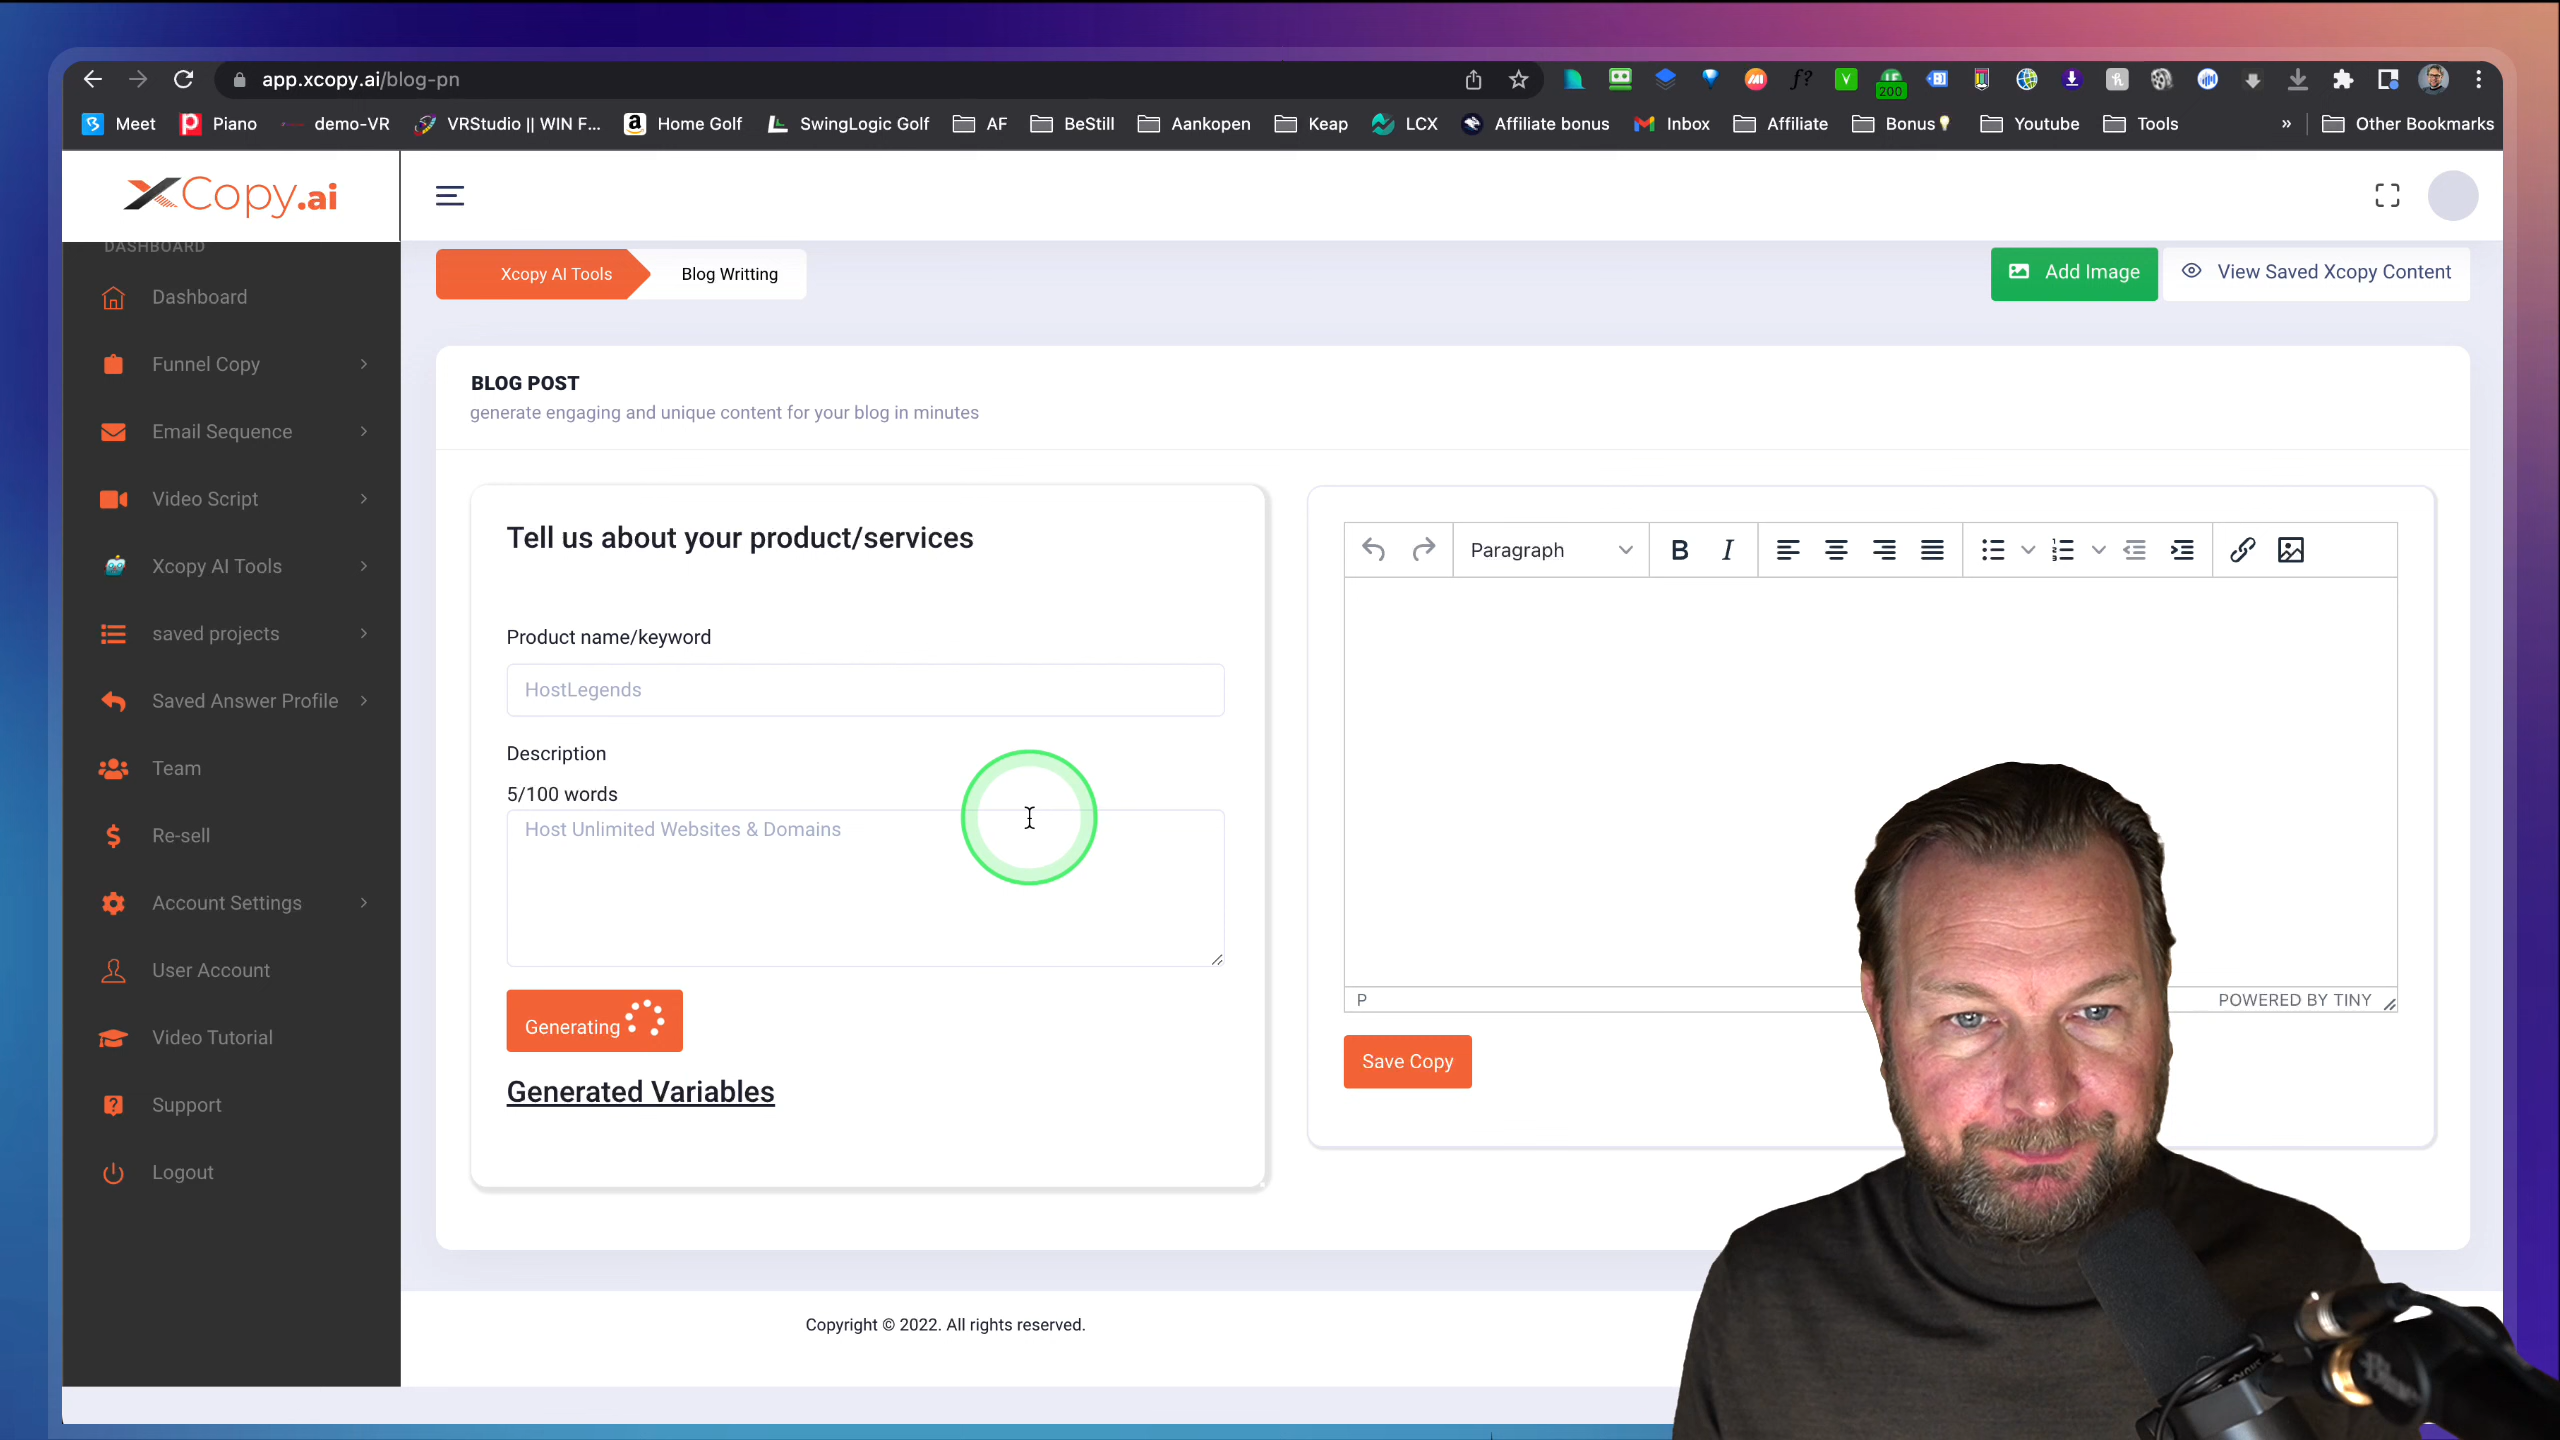 app.xcopy.ai/blog-pn
200
Meet
Piano
demo-VR
VRStudio || WIN F...
Home Golf
SwingLogic Golf
AF
BeStill
Aankopen
Keap
LCX
Affiliate bonus
Inbox
Affiliate
Bonus
Youtube
Tools
»
Other Bookmarks
XCopy.ai
DASHBOARD
Dashboard
Funnel Copy
Email Sequence
Video Script
Xcopy AI Tools
saved projects
Saved Answer Profile
Team
Re-sell
Account Settings
User Account
Video Tutorial
Support
Logout
Xcopy AI Tools
Blog Writting
Add Image
View Saved Xcopy Content
BLOG POST
generate engaging and unique content for your blog in minutes
Tell us about your product/services
Product name/keyword
HostLegends
Description
5/100 words
Host Unlimited Websites & Domains
Generating
Generated Variables
Paragraph
B
I
P
POWERED BY TINY
Save Copy
Copyright © 2022. All rights reserved.